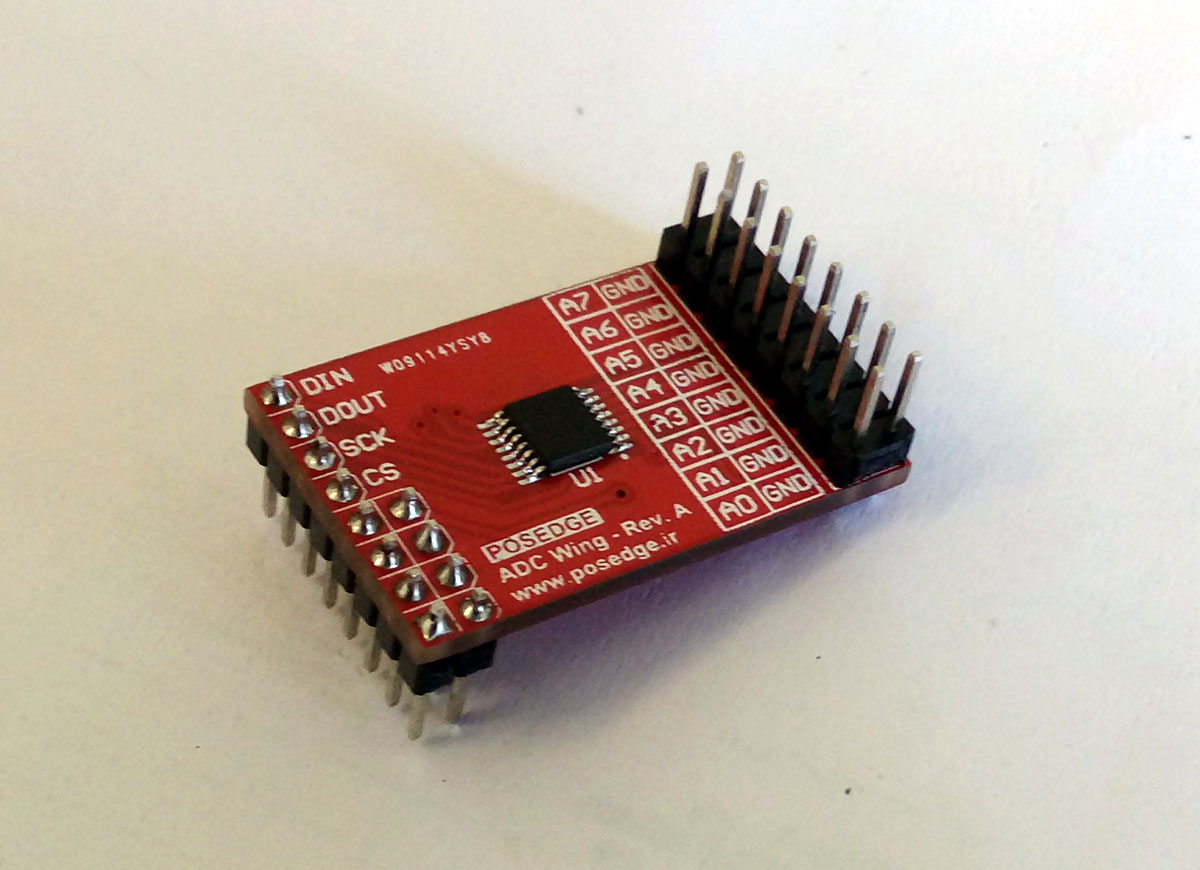 DIN
DOUT
SCK
CS
W09114YSY8
A7 GND
A6 GND
A5 GND
A4 GND
A3 GND
A2 GND
A1 GND
A0 GND
U1
POSEDGE
ADC Wing - Rev. A
www.posedge.ir